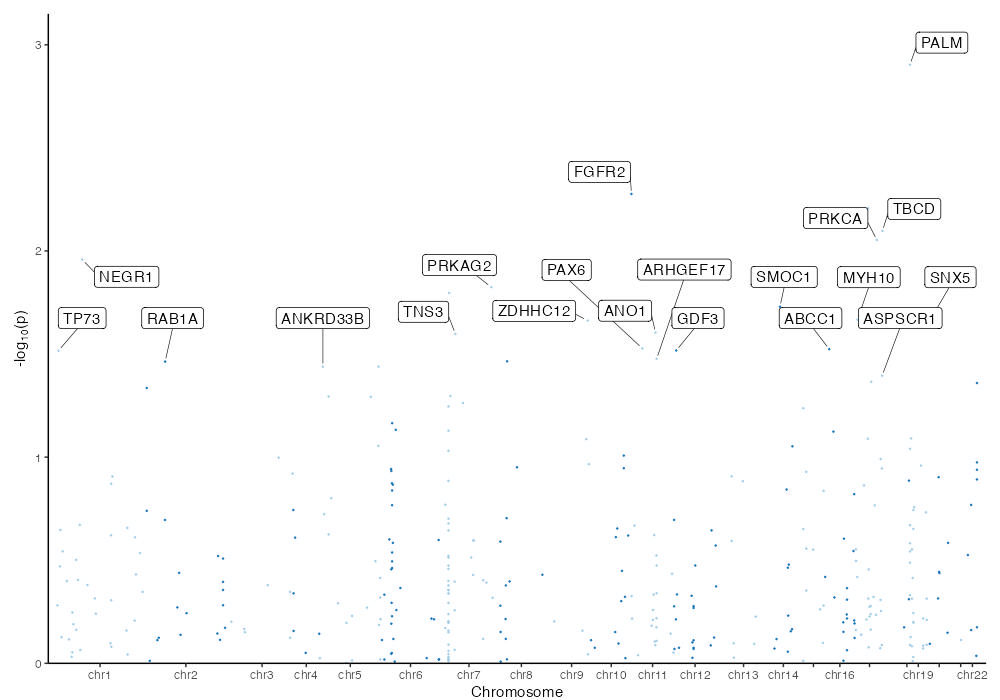 3
PALM
FGFR2
TBCD
PRKCA
2
NEGR1
PRKAG2
PAX6
ARHGEF17
SMOC1
MYH10
SNX5
TP73
RAB1A
ANKRD33B
TNS3
ZDHHC12
ANO1
GDF3
ABCC1
ASPSCR1
-log10(p)
1
0
chr1 chr2 chr3 chr4 chr5 chr6 chr7 chr8 chr9 chr10 chr11 chr12 chr13 chr14 chr16 chr19 chr22
Chromosome